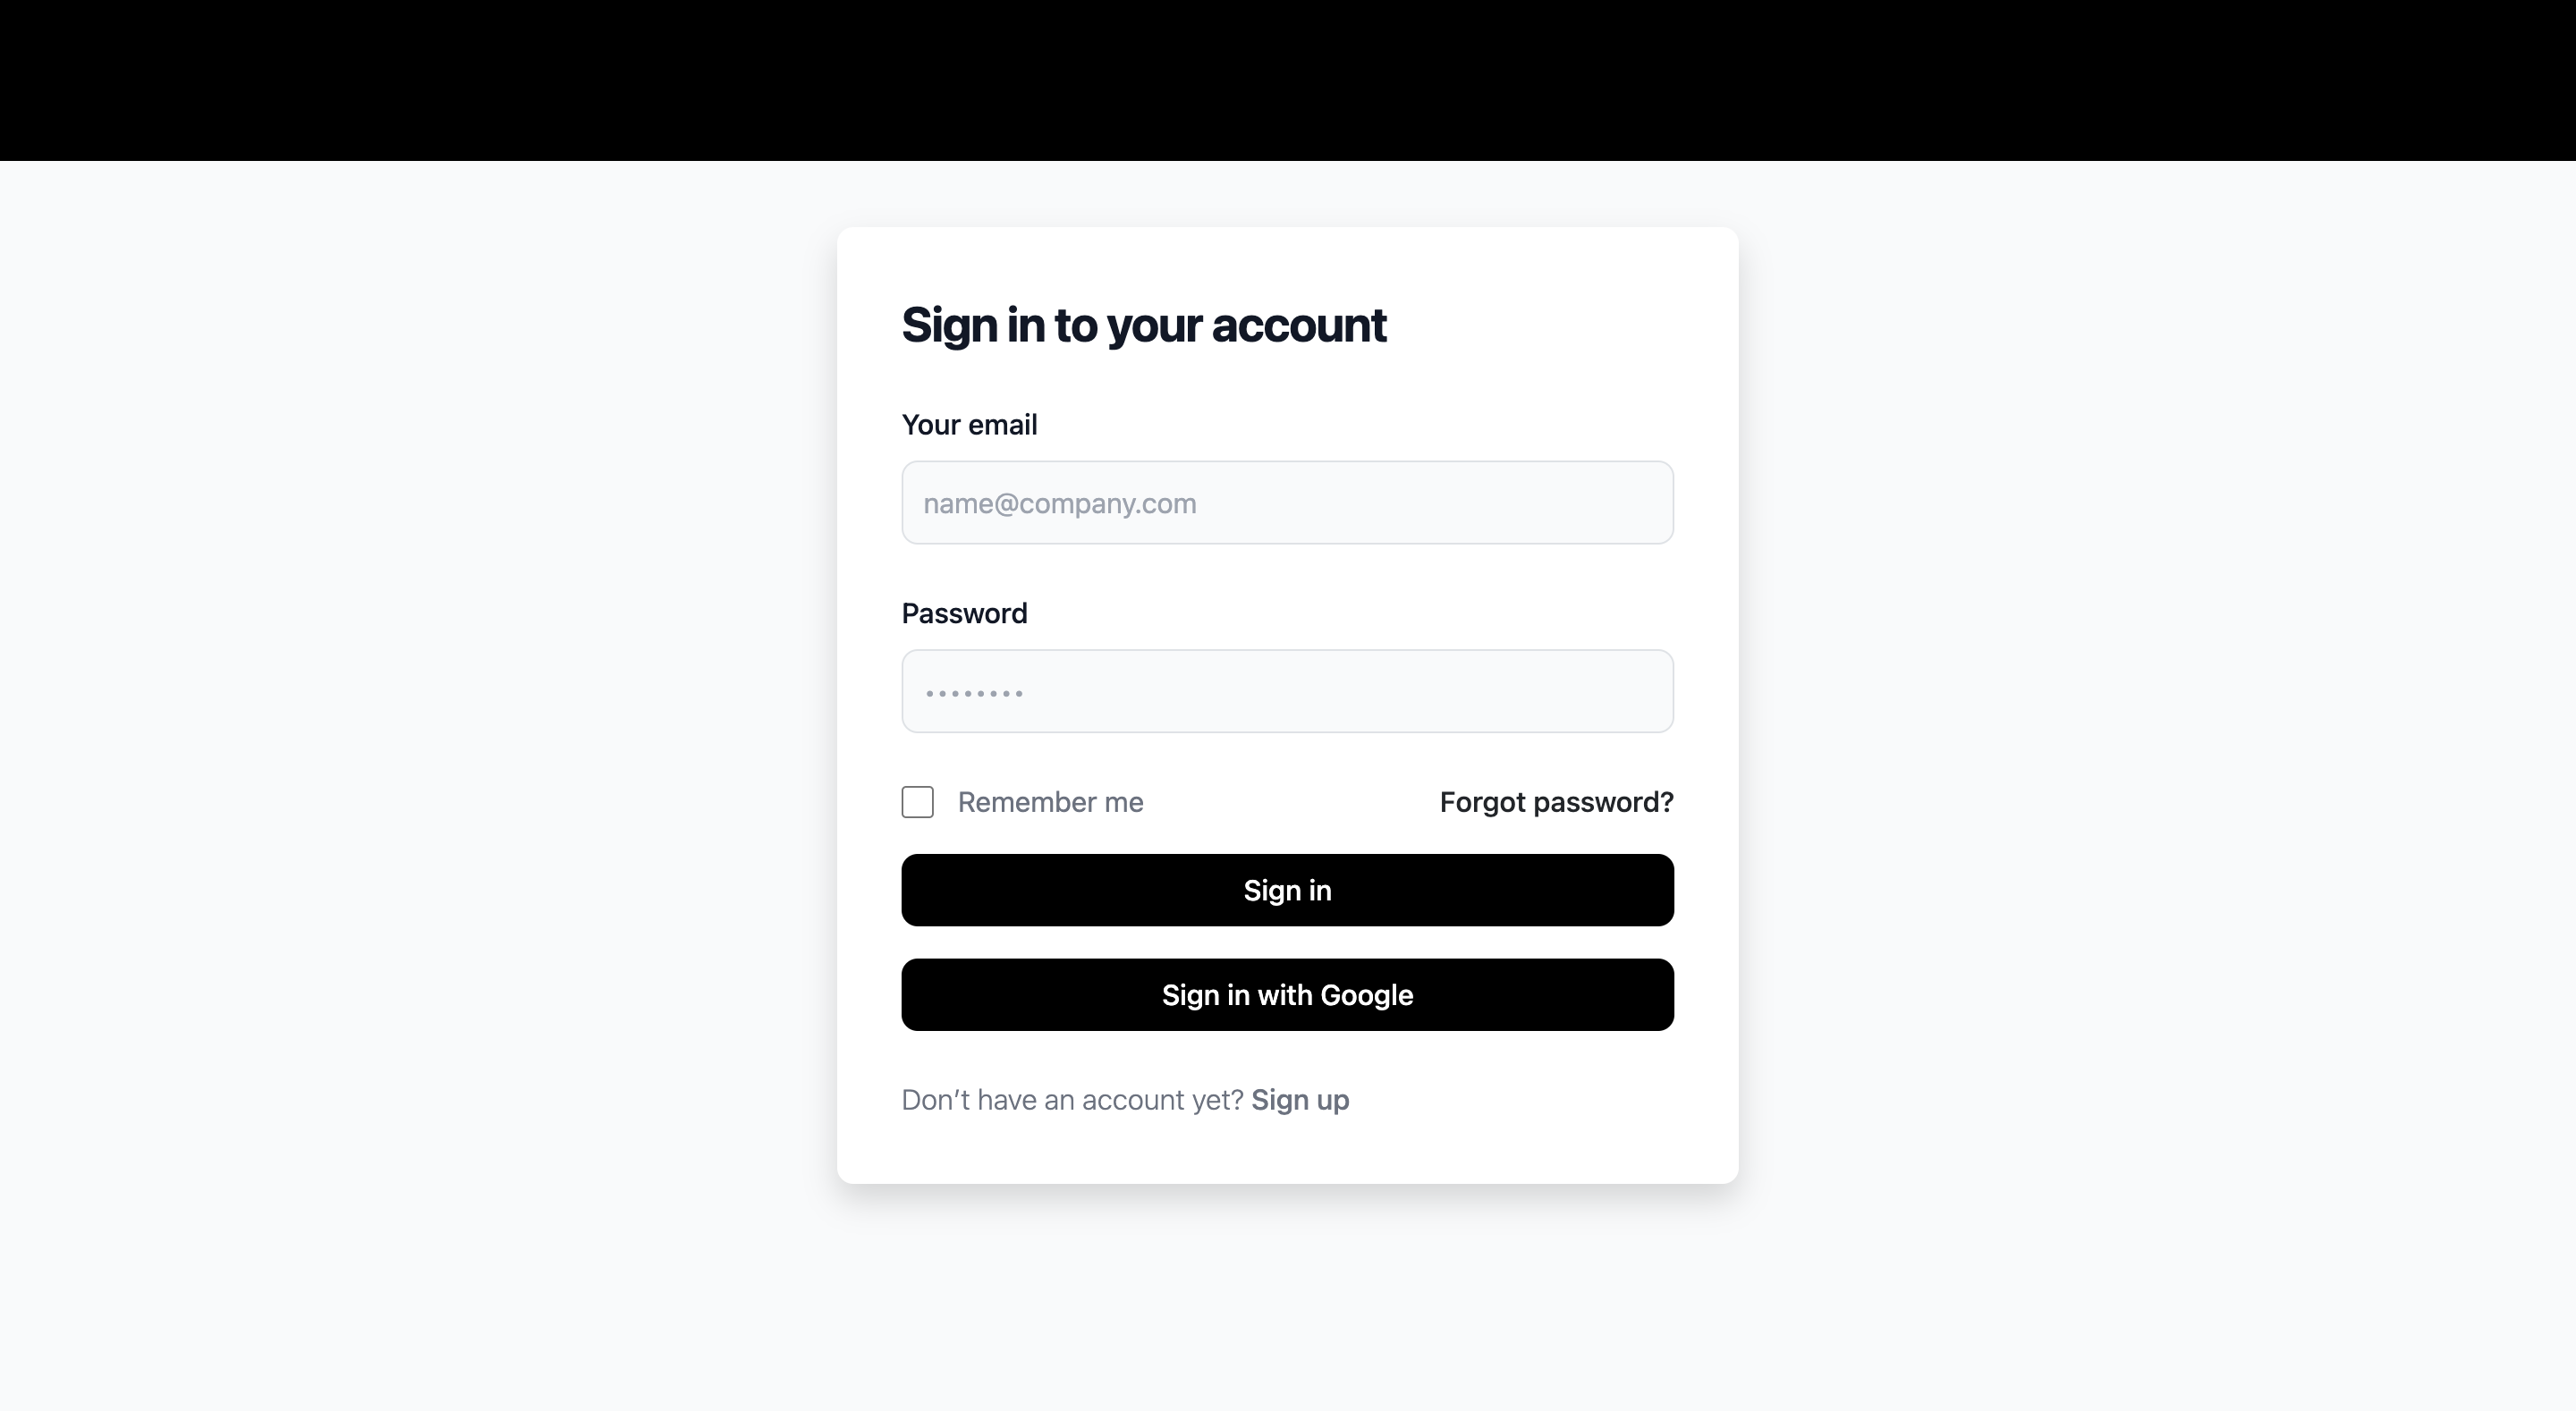 Sign in to your account
Your email
name@company.com
Password
••••••••
Remember me
Forgot password?
Sign in
Sign in with Google
Don’t have an account yet? Sign up